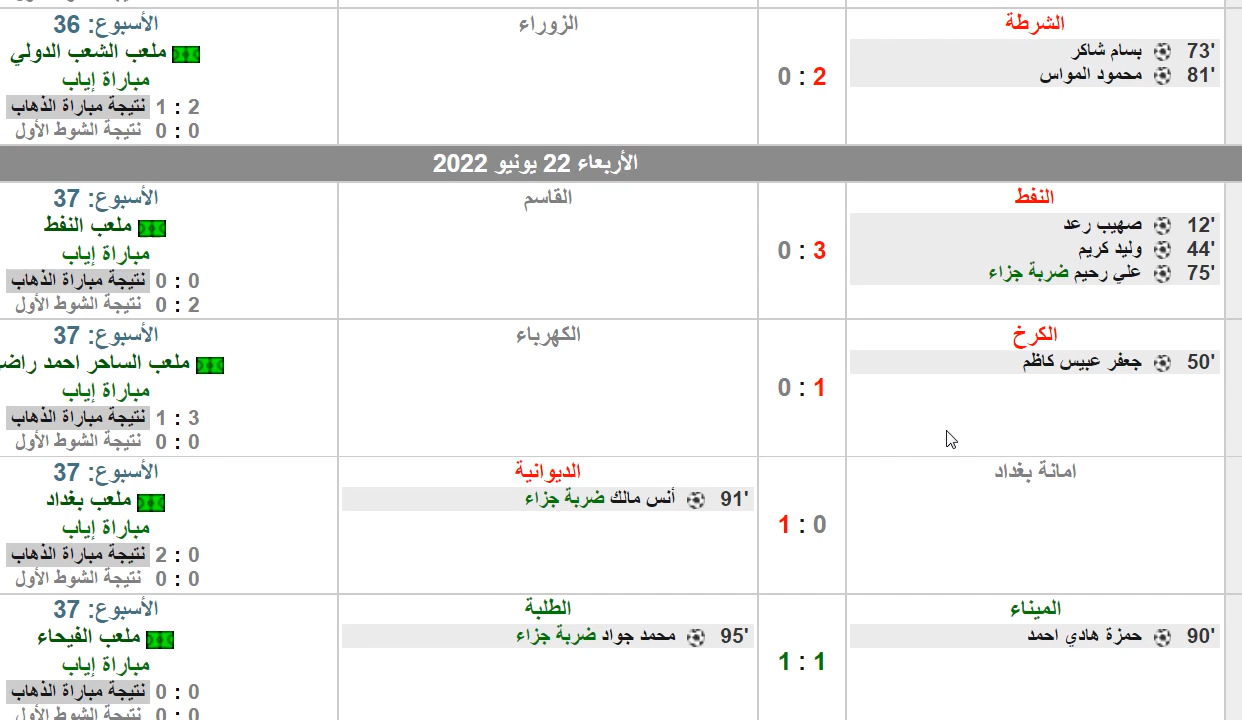 الشرطة
73' بسام شاكر
81' محمود المواس
2 : 0
الزوراء
الأسبوع: 36
ملعب الشعب الدولي
مباراة إياب
2 : 1 نتيجة مباراة الذهاب
0 : 0 نتيجة الشوط الأول
الأربعاء 22 يونيو 2022
النفط
12' صهيب رعد
44' وليد كريم
75' علي رحيم ضربة جزاء
3 : 0
القاسم
الأسبوع: 37
ملعب النفط
مباراة إياب
0 : 0 نتيجة مباراة الذهاب
2 : 0 نتيجة الشوط الأول
الكرخ
50' جعفر عبيس كاظم
1 : 0
الكهرباء
الأسبوع: 37
ملعب الساحر احمد راض
مباراة إياب
3 : 1 نتيجة مباراة الذهاب
0 : 0 نتيجة الشوط الأول
امانة بغداد
0 : 1
الديوانية
91' أنس مالك ضربة جزاء
الأسبوع: 37
ملعب بغداد
مباراة إياب
0 : 2 نتيجة مباراة الذهاب
0 : 0 نتيجة الشوط الأول
الميناء
90' حمزة هادي احمد
1 : 1
الطلبة
95' محمد جواد ضربة جزاء
الأسبوع: 37
ملعب الفيحاء
مباراة إياب
0 : 0 نتيجة مباراة الذهاب
0 : 0 نتيجة الشوط الأول